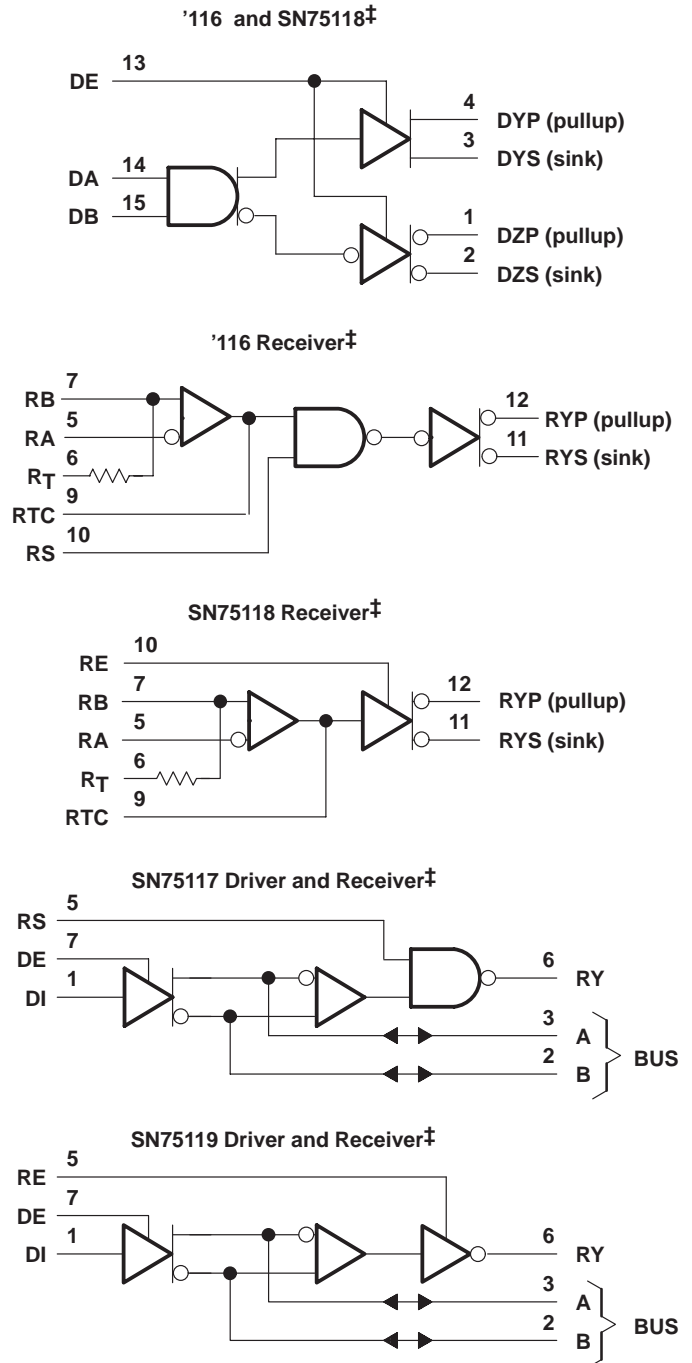 '116 and SN75118‡
DE 13
4 DYP (pullup)
3 DYS (sink)
DA 14
DB 15
1 DZP (pullup)
2 DZS (sink)
'116 Receiver‡
RB 7
RA 5
RT 6
RTC 9
RS 10
12 RYP (pullup)
11 RYS (sink)
SN75118 Receiver‡
RE 10
RB 7
RA 5
RT 6
RTC 9
12 RYP (pullup)
11 RYS (sink)
SN75117 Driver and Receiver‡
RS 5
DE 7
DI 1
6 RY
3 A
2 B
BUS
SN75119 Driver and Receiver‡
RE 5
DE 7
DI 1
6 RY
3 A
2 B
BUS